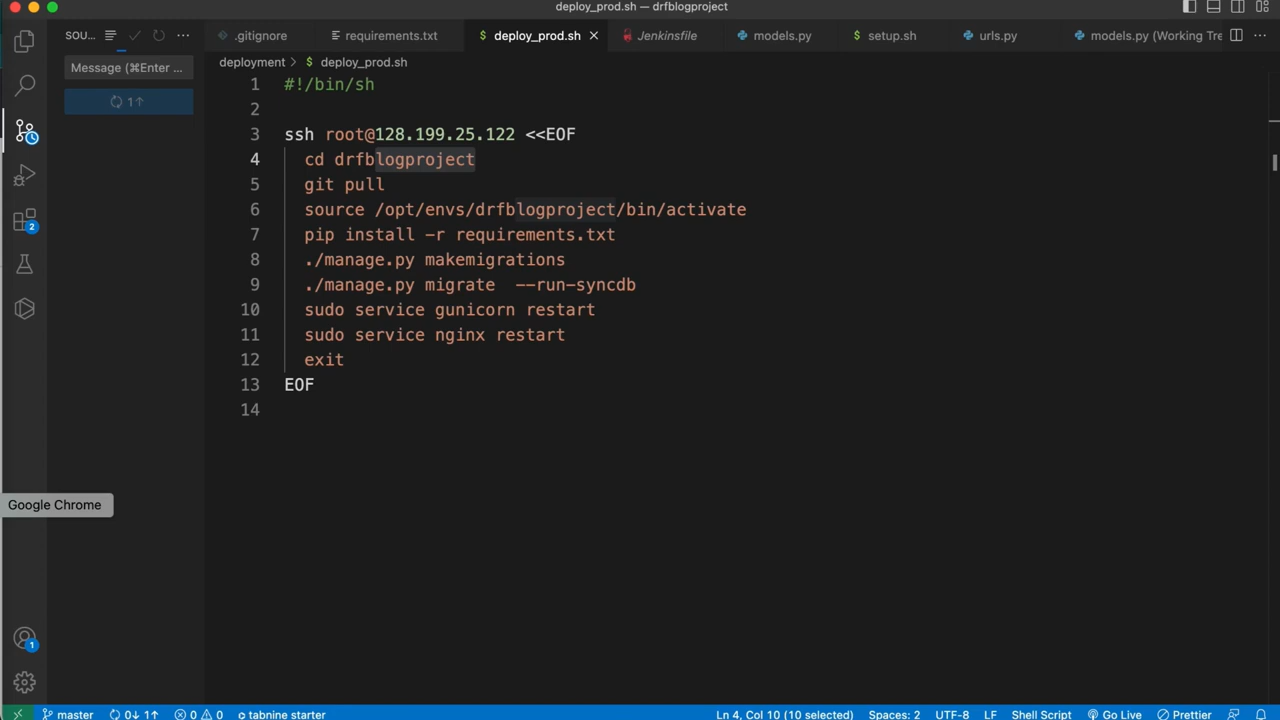 deploy_prod.sh — drfblogproject
SOU...
.gitignore
requirements.txt
$ deploy_prod.sh
Jenkinsfile
models.py
$ setup.sh
urls.py
models.py (Working Tre
deployment > $ deploy_prod.sh
Message (⌘Enter ...
1↑
1 #!/bin/sh
2
3 ssh root@128.199.25.122 <<EOF
4 cd drfblogproject
5 git pull
6 source /opt/envs/drfblogproject/bin/activate
7 pip install -r requirements.txt
8 ./manage.py makemigrations
9 ./manage.py migrate  --run-syncdb
10 sudo service gunicorn restart
11 sudo service nginx restart
12 exit
13 EOF
14
2
Google Chrome
1
master 0↓ 1↑ 0 0 tabnine starter Ln 4, Col 10 (10 selected) Spaces: 2 UTF-8 LF Shell Script Go Live Prettier